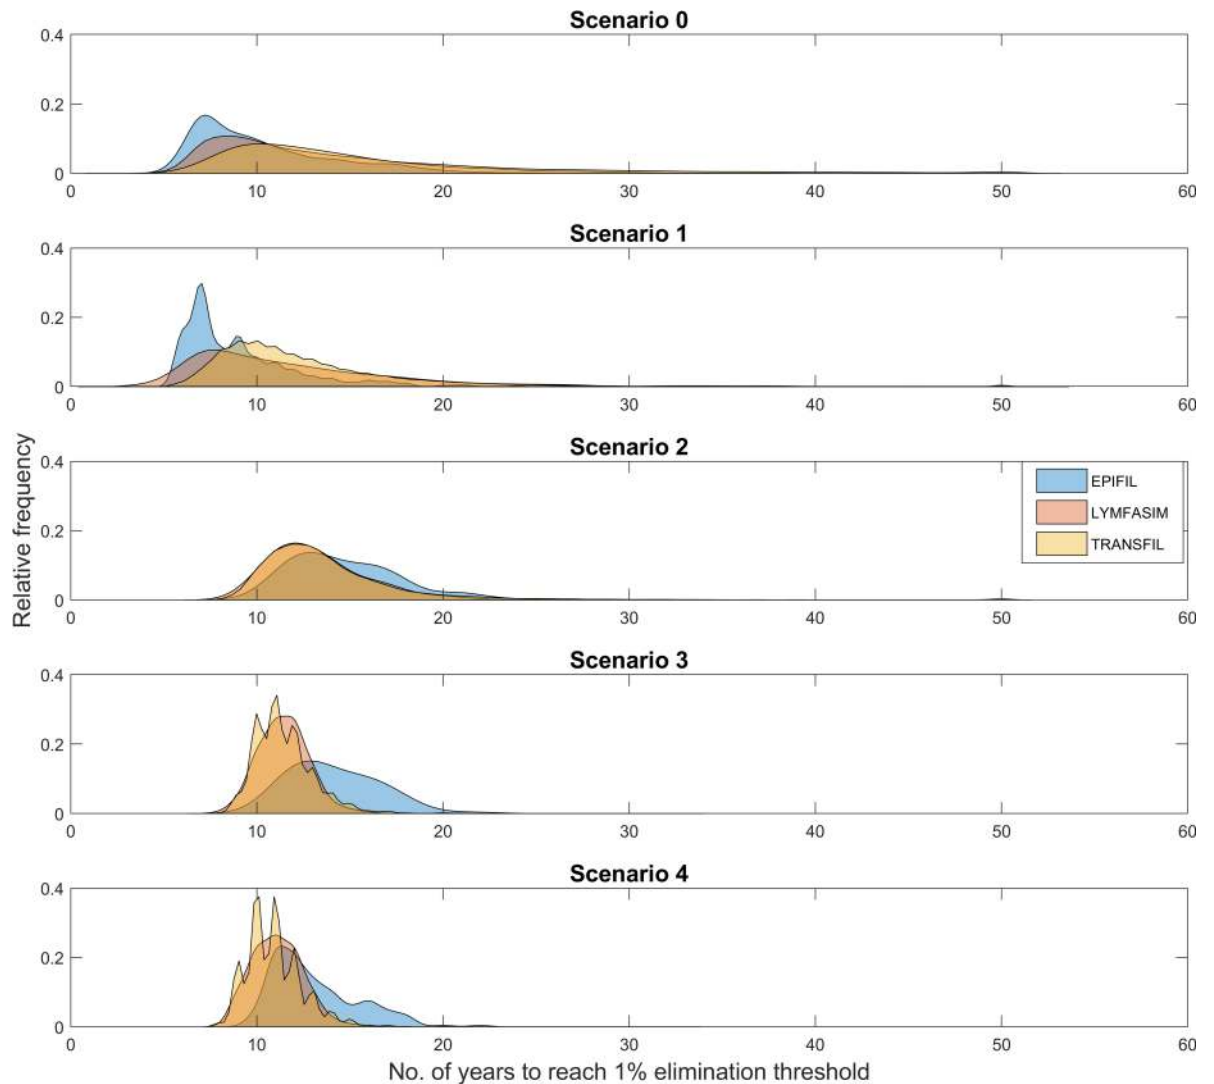 Scenario 0
0.4
0.2
0
0 10 20 30 40 50 60
Scenario 1
0.4
0.2
0
0 10 20 30 40 50 60
Scenario 2
0.4
0.2
0
0 10 20 30 40 50 60
EPIFIL
LYMFASIM
TRANSFIL
Relative frequency
Scenario 3
0.4
0.2
0
0 10 20 30 40 50 60
Scenario 4
0.4
0.2
0
0 10 20 30 40 50 60
No. of years to reach 1% elimination threshold